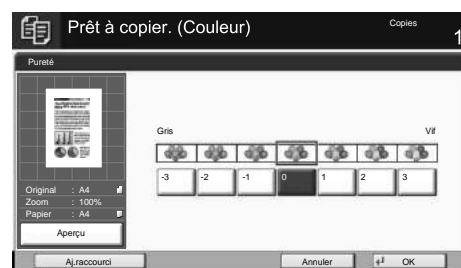 Prêt à copier. (Couleur)
Copies
1
Pureté
Gris
Vif
-3
-2
-1
0
1
2
3
Original : A4
Zoom : 100%
Papier : A4
Aperçu
Aj.raccourci
Annuler
OK